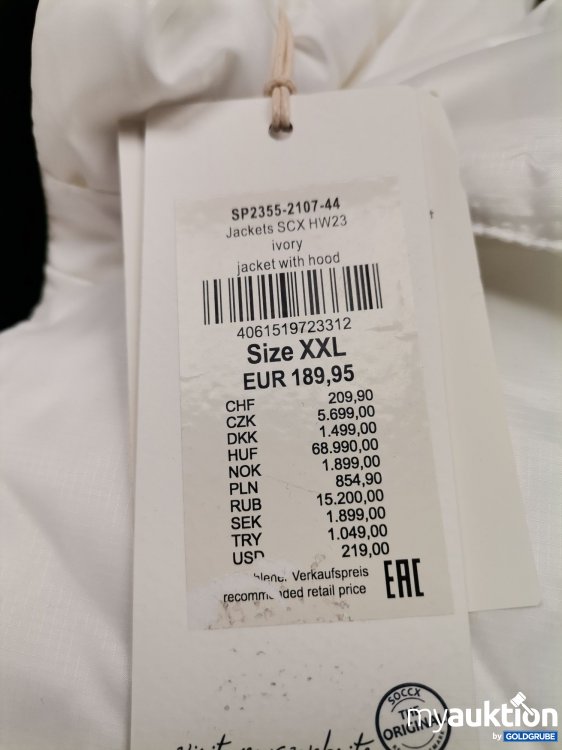 SP2355-2107-44
Jackets SCX HW23
ivory
jacket with hood
4061519723312
Size XXL
EUR 189,95
CHF 209,90
CZK 5.699,00
DKK 1.499,00
HUF 68.990,00
NOK 1.899,00
PLN 854,90
RUB 15.200,00
SEK 1.899,00
TRY 1.049,00
USD 219,00
Verkaufspreis
retail price
EAC
SOCCX
THE
ORIGINAL
myauktion
by GOLDGRUBE